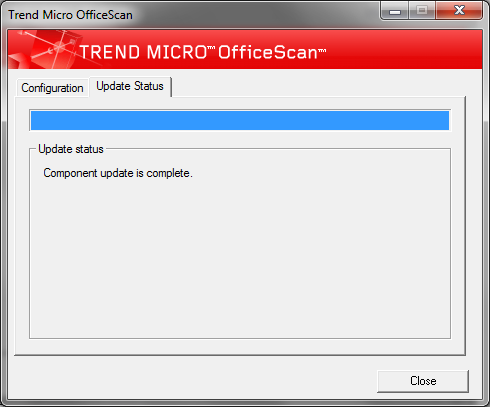 Trend Micro OfficeScan
TREND MICRO™ OfficeScan™
Configuration
Update Status
Update status
Component update is complete.
Close